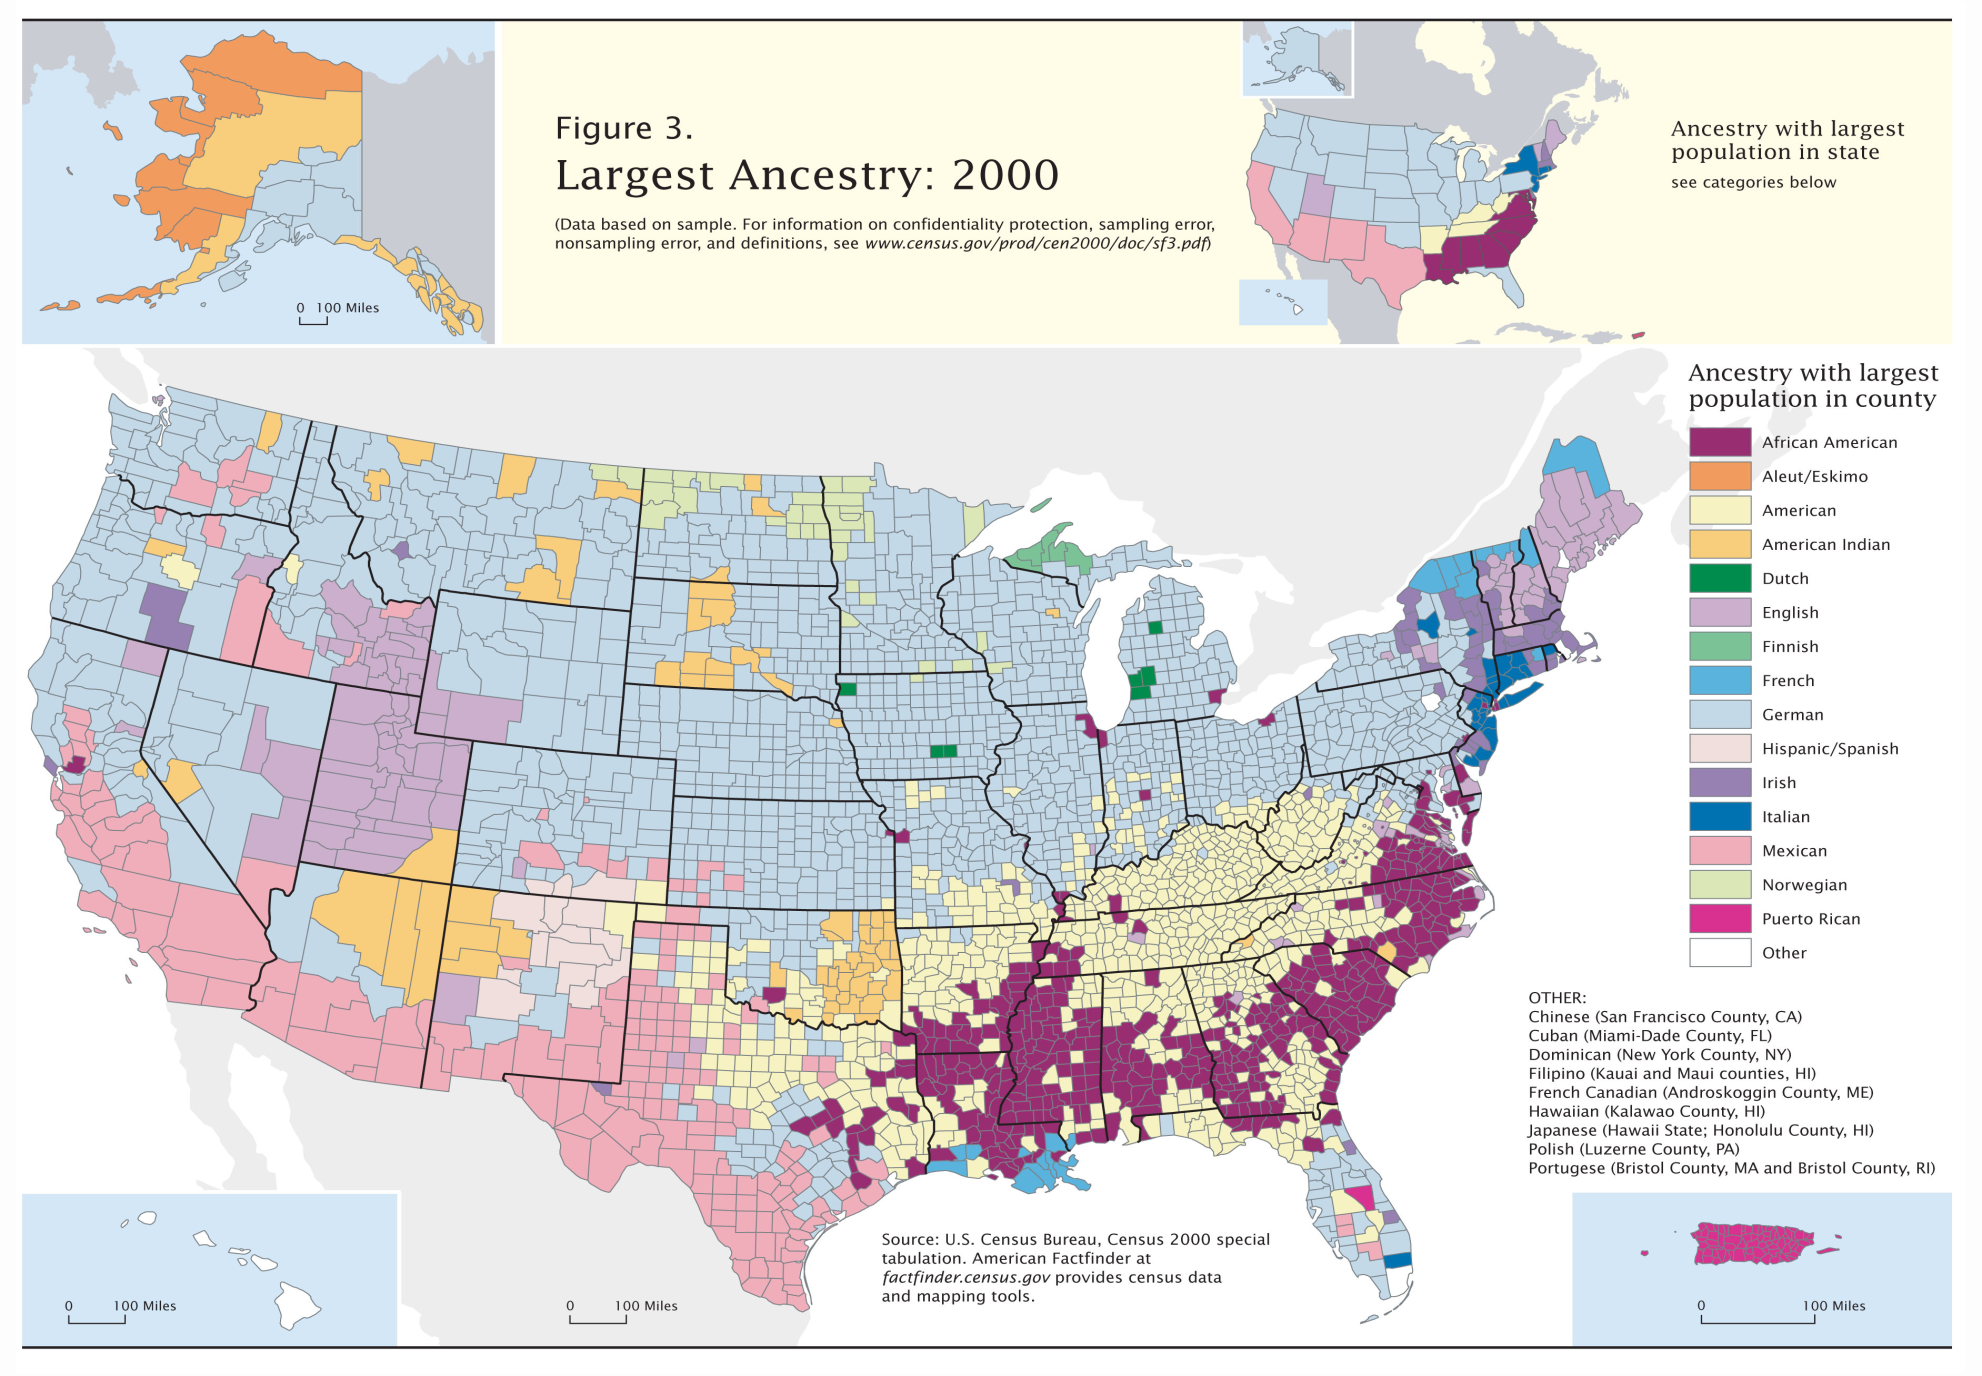 Figure 3.
Largest Ancestry: 2000
(Data based on sample. For information on confidentiality protection, sampling error,
nonsampling error, and definitions, see www.census.gov/prod/cen2000/doc/sf3.pdf)
0 100 Miles
Ancestry with largest
population in state
see categories below
Ancestry with largest
population in county
African American
Aleut/Eskimo
American
American Indian
Dutch
English
Finnish
French
German
Hispanic/Spanish
Irish
Italian
Mexican
Norwegian
Puerto Rican
Other
OTHER:
Chinese (San Francisco County, CA)
Cuban (Miami-Dade County, FL)
Dominican (New York County, NY)
Filipino (Kauai and Maui counties, HI)
French Canadian (Androskoggin County, ME)
Hawaiian (Kalawao County, HI)
Japanese (Hawaii State; Honolulu County, HI)
Polish (Luzerne County, PA)
Portugese (Bristol County, MA and Bristol County, RI)
Source: U.S. Census Bureau, Census 2000 special
tabulation. American Factfinder at
factfinder.census.gov provides census data
and mapping tools.
0 100 Miles
0 100 Miles
0 100 Miles